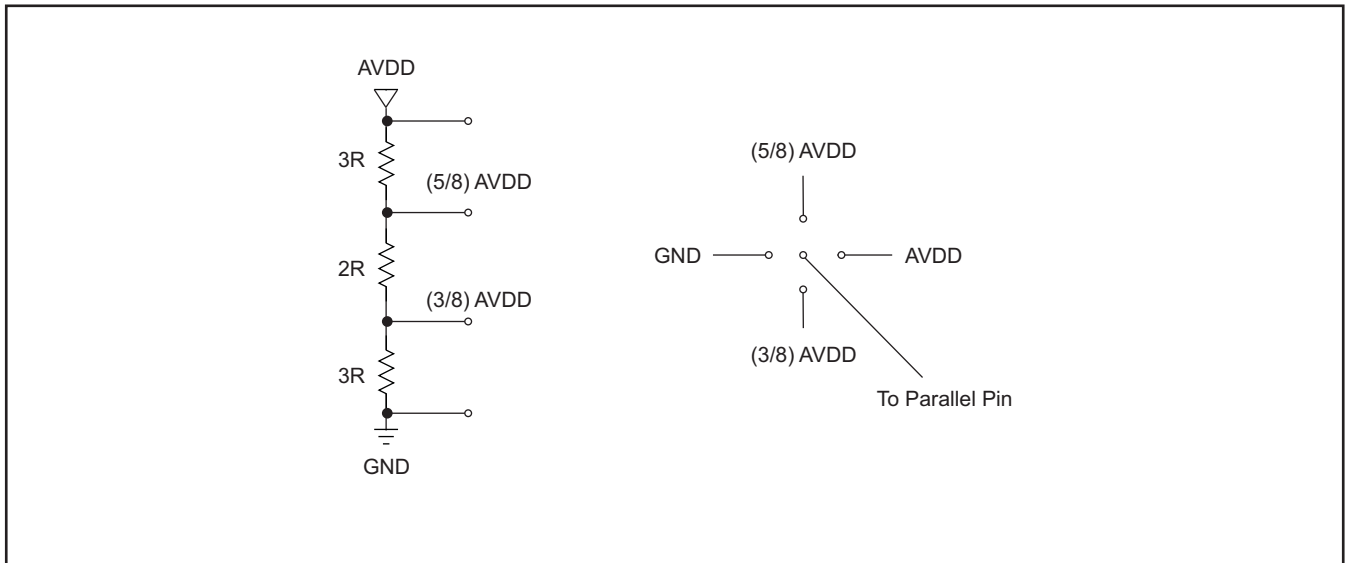 AVDD
3R
(5/8) AVDD
2R
(3/8) AVDD
3R
GND
(5/8) AVDD
GND
AVDD
(3/8) AVDD
To Parallel Pin